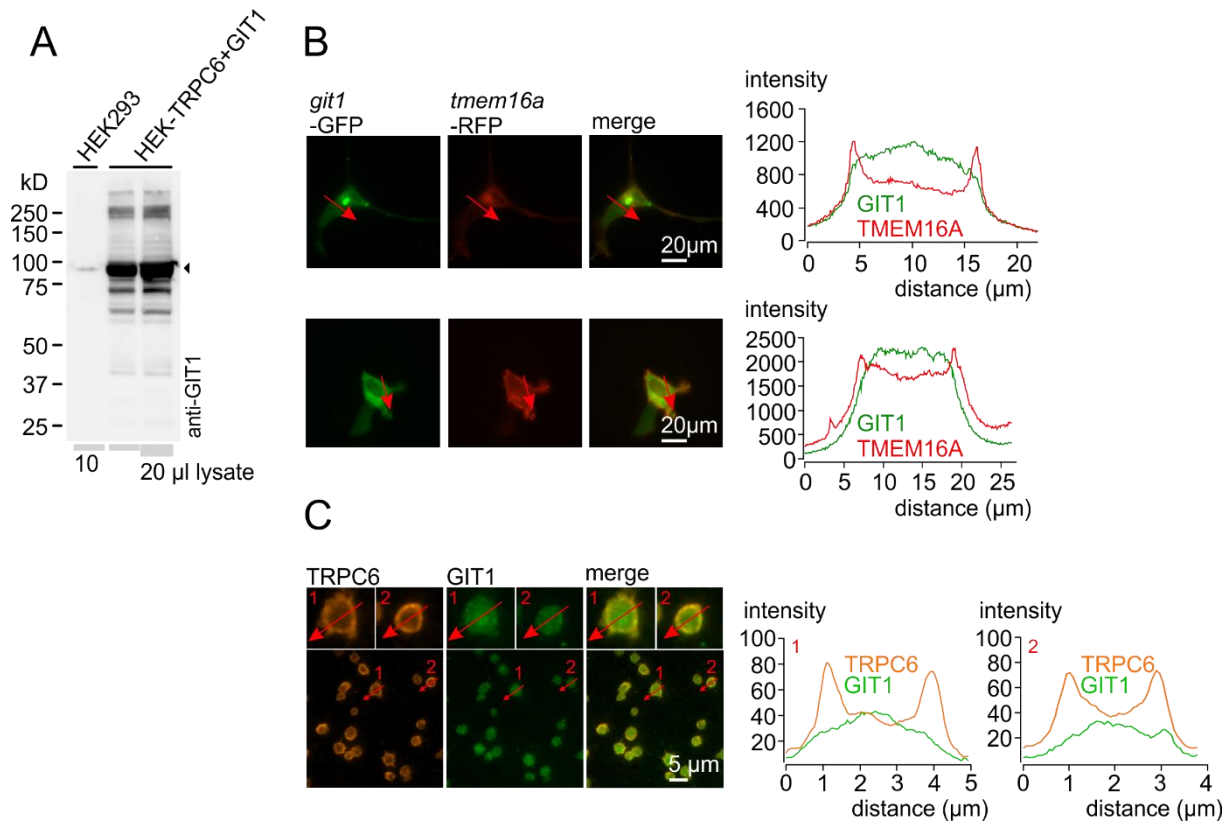 A
HEK293
HEK-TRPC6+GIT1
kD
250
150
100
75
50
37
25
anti-GIT1
10
20 µl lysate
B
git1
-GFP
tmem16a
-RFP
merge
20µm
20µm
intensity
1600
1200
800
400
0
GIT1
TMEM16A
0 5 10 15 20
distance (µm)
intensity
2500
2000
1500
1000
500
0
GIT1
TMEM16A
0 5 10 15 20 25
distance (µm)
C
TRPC6 GIT1 merge
1 2 1 2 1 2
1 2 1 2 1 2
5 µm
intensity
100
80
60
40
20
1
TRPC6
GIT1
0 1 2 3 4 5
distance (µm)
intensity
100
80
60
40
20
2
TRPC6
GIT1
0 1 2 3 4
distance (µm)